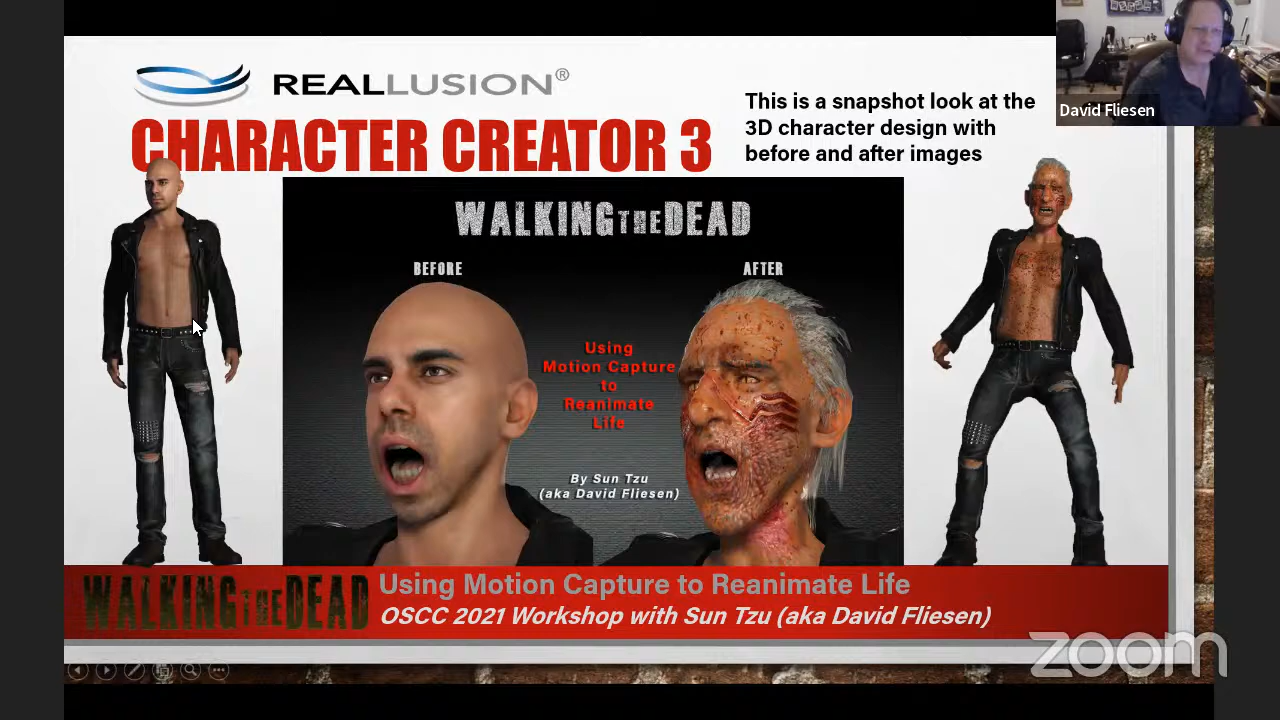 REALLUSION®
CHARACTER CREATOR 3
This is a snapshot look at the
3D character design with
before and after images
David Fliesen
WALKING THE DEAD
BEFORE
AFTER
Using
Motion Capture
to
Reanimate
Life
By Sun Tzu
(aka David Fliesen)
WALKING THE DEAD
Using Motion Capture to Reanimate Life
OSCC 2021 Workshop with Sun Tzu (aka David Fliesen)
zoom